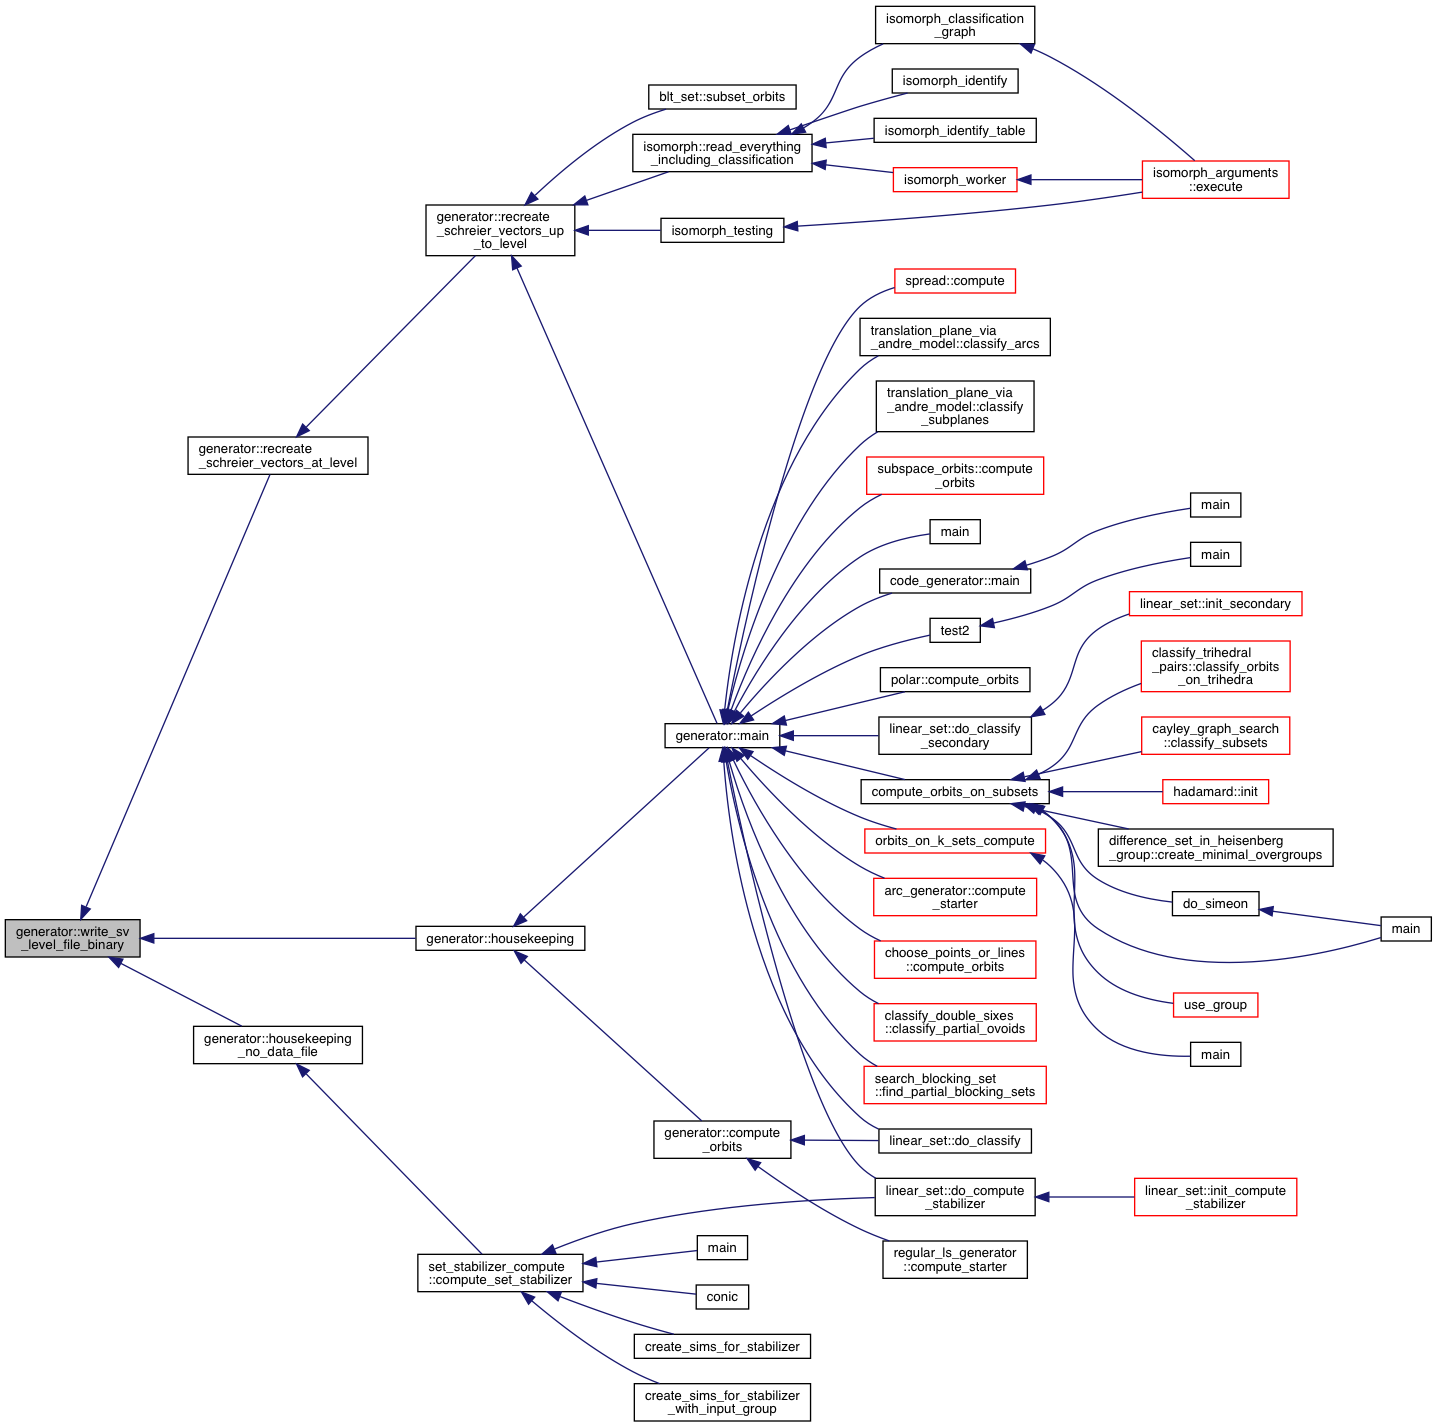 isomorph_classification
_graph
isomorph_identify
blt_set::subset_orbits
isomorph_identify_table
isomorph::read_everything
_including_classification
isomorph_worker
isomorph_arguments
::execute
generator::recreate
_schreier_vectors_up
_to_level
isomorph_testing
spread::compute
translation_plane_via
_andre_model::classify_arcs
translation_plane_via
_andre_model::classify
_subplanes
generator::recreate
_schreier_vectors_at_level
subspace_orbits::compute
_orbits
main
main
main
code_generator::main
test2
linear_set::init_secondary
classify_trihedral
_pairs::classify_orbits
_on_trihedra
polar::compute_orbits
generator::main
linear_set::do_classify
_secondary
cayley_graph_search
::classify_subsets
compute_orbits_on_subsets
hadamard::init
orbits_on_k_sets_compute
difference_set_in_heisenberg
_group::create_minimal_overgroups
arc_generator::compute
_starter
do_simeon
main
generator::write_sv
_level_file_binary
generator::housekeeping
choose_points_or_lines
::compute_orbits
use_group
classify_double_sixes
::classify_partial_ovoids
generator::housekeeping
_no_data_file
main
search_blocking_set
::find_partial_blocking_sets
generator::compute
_orbits
linear_set::do_classify
linear_set::do_compute
_stabilizer
linear_set::init_compute
_stabilizer
set_stabilizer_compute
::compute_set_stabilizer
main
regular_ls_generator
::compute_starter
conic
create_sims_for_stabilizer
create_sims_for_stabilizer
_with_input_group